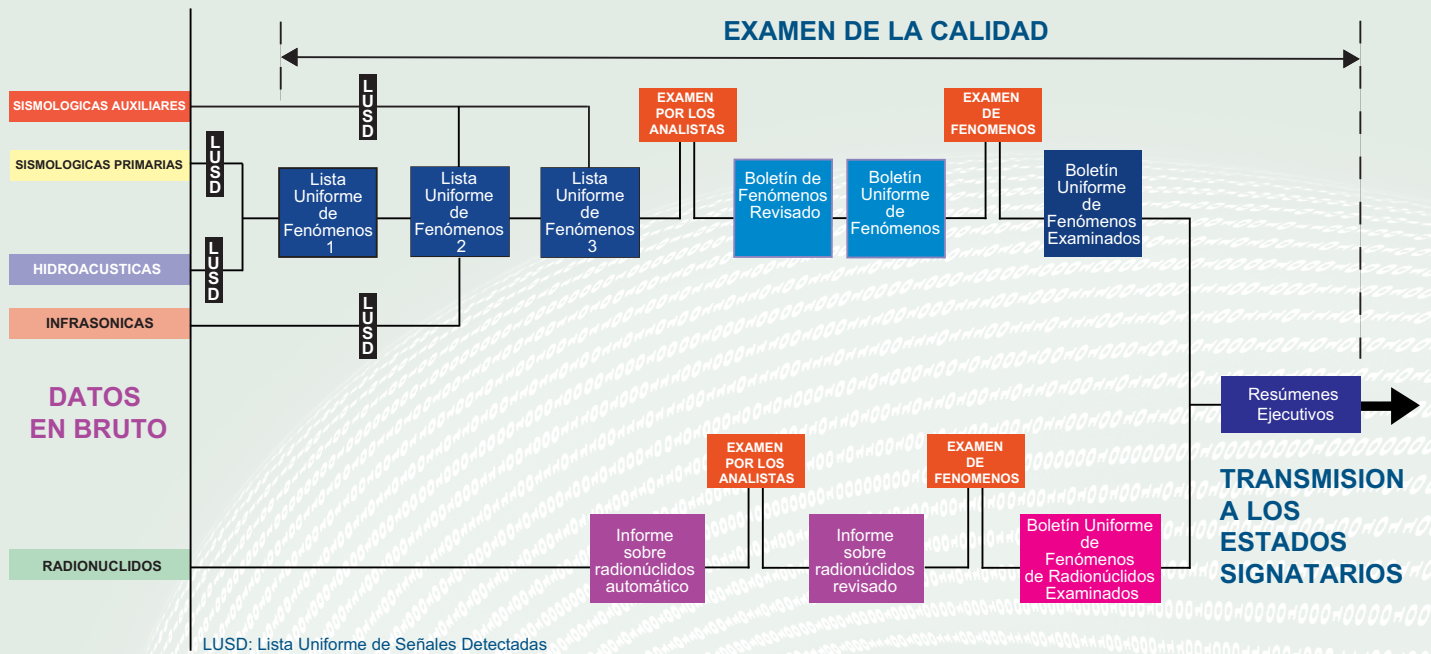 EXAMEN DE LA CALIDAD
SISMOLOGICAS AUXILIARES
LUSD
EXAMEN
POR LOS
ANALISTAS
EXAMEN
DE
FENOMENOS
SISMOLOGICAS PRIMARIAS
LUSD
Lista
Uniforme
de
Fenómenos
1
Lista
Uniforme
de
Fenómenos
2
Lista
Uniforme
de
Fenómenos
3
Boletín de
Fenómenos
Revisado
Boletín
Uniforme
de
Fenómenos
Boletín
Uniforme
de
Fenómenos
Examinados
HIDROACUSTICAS
LUSD
INFRASONICAS
LUSD
DATOS
EN BRUTO
Resúmenes
Ejecutivos
EXAMEN
POR LOS
ANALISTAS
EXAMEN
DE
FENOMENOS
TRANSMISION
A LOS
ESTADOS
SIGNATARIOS
RADIONUCLIDOS
Informe
sobre
radionúclidos
automático
Informe
sobre
radionúclidos
revisado
Boletín Uniforme
de
Fenómenos
de Radionúclidos
Examinados
LUSD: Lista Uniforme de Señales Detectadas